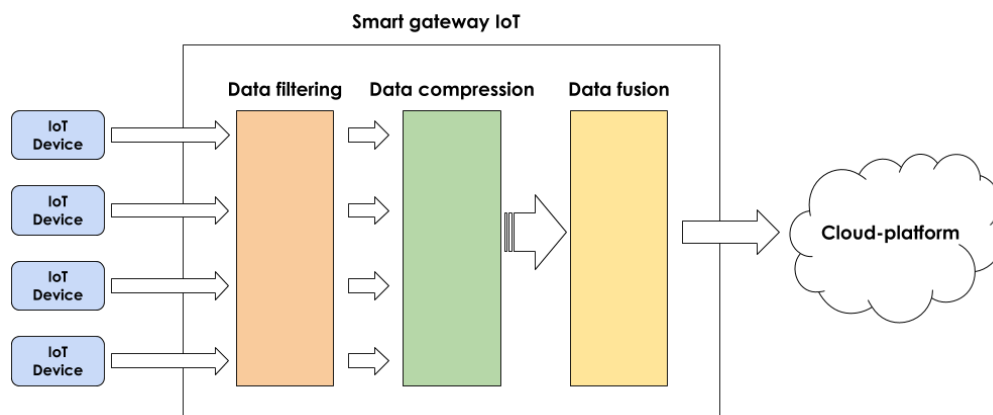 Smart gateway IoT
Data filtering
Data compression
Data fusion
IoT
Device
IoT
Device
IoT
Device
IoT
Device
Cloud-platform